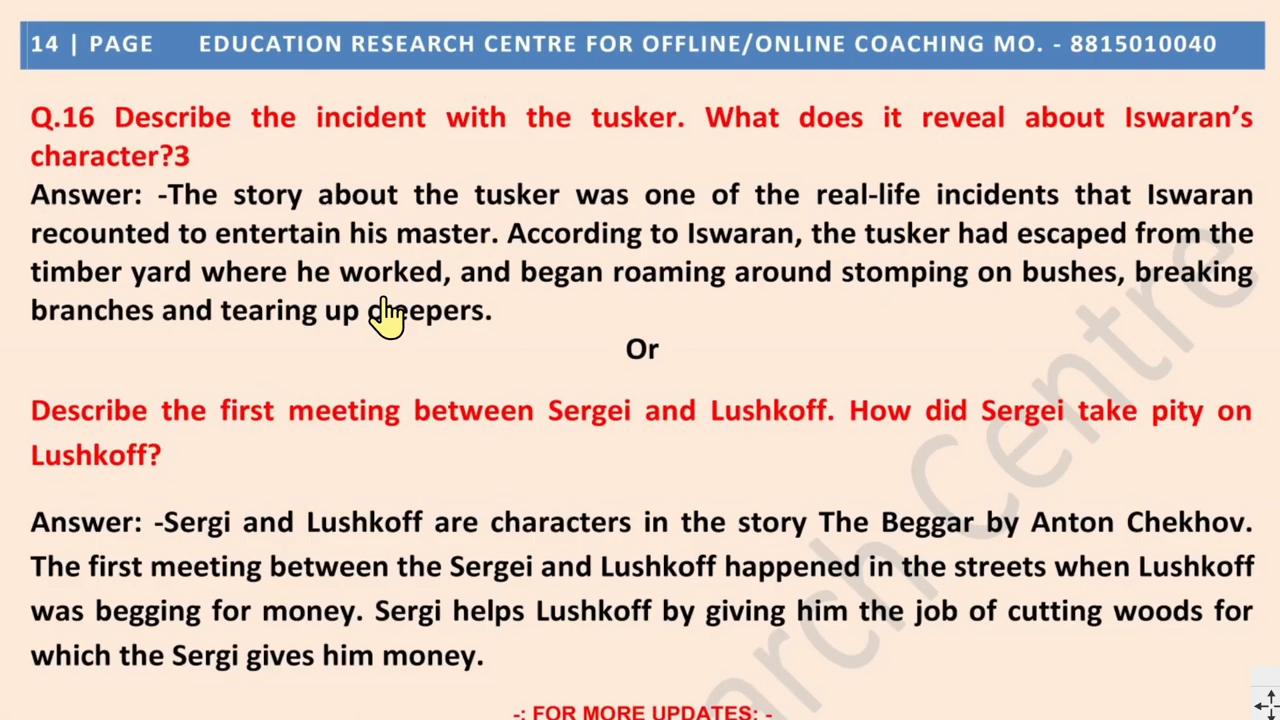 14 | PAGE EDUCATION RESEARCH CENTRE FOR OFFLINE/ONLINE COACHING MO. - 8815010040
Q.16 Describe the incident with the tusker. What does it reveal about Iswaran’s
character?3
Answer: -The story about the tusker was one of the real-life incidents that Iswaran
recounted to entertain his master. According to Iswaran, the tusker had escaped from the
timber yard where he worked, and began roaming around stomping on bushes, breaking
branches and tearing up creepers.
Or
Describe the first meeting between Sergei and Lushkoff. How did Sergei take pity on
Lushkoff?
Answer: -Sergi and Lushkoff are characters in the story The Beggar by Anton Chekhov.
The first meeting between the Sergei and Lushkoff happened in the streets when Lushkoff
was begging for money. Sergi helps Lushkoff by giving him the job of cutting woods for
which the Sergi gives him money.
-: FOR MORE UPDATES: -
arch Centre